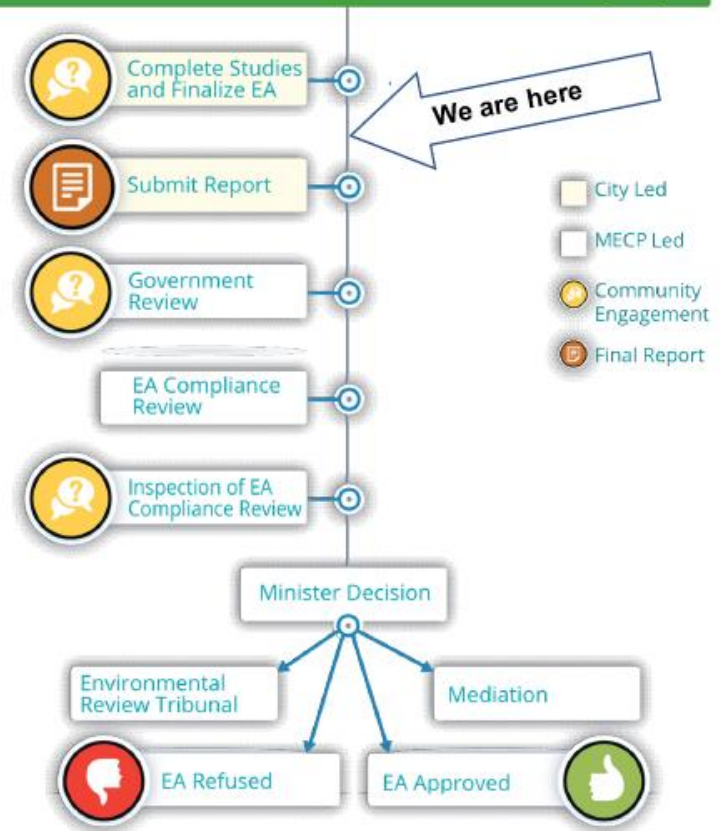 Complete Studies
and Finalize EA
We are here
Submit Report
City Led
MECP Led
Government
Review
Community
Engagement
Final Report
EA Compliance
Review
Inspection of EA
Compliance Review
Minister Decision
Environmental
Review Tribunal
Mediation
EA Refused
EA Approved